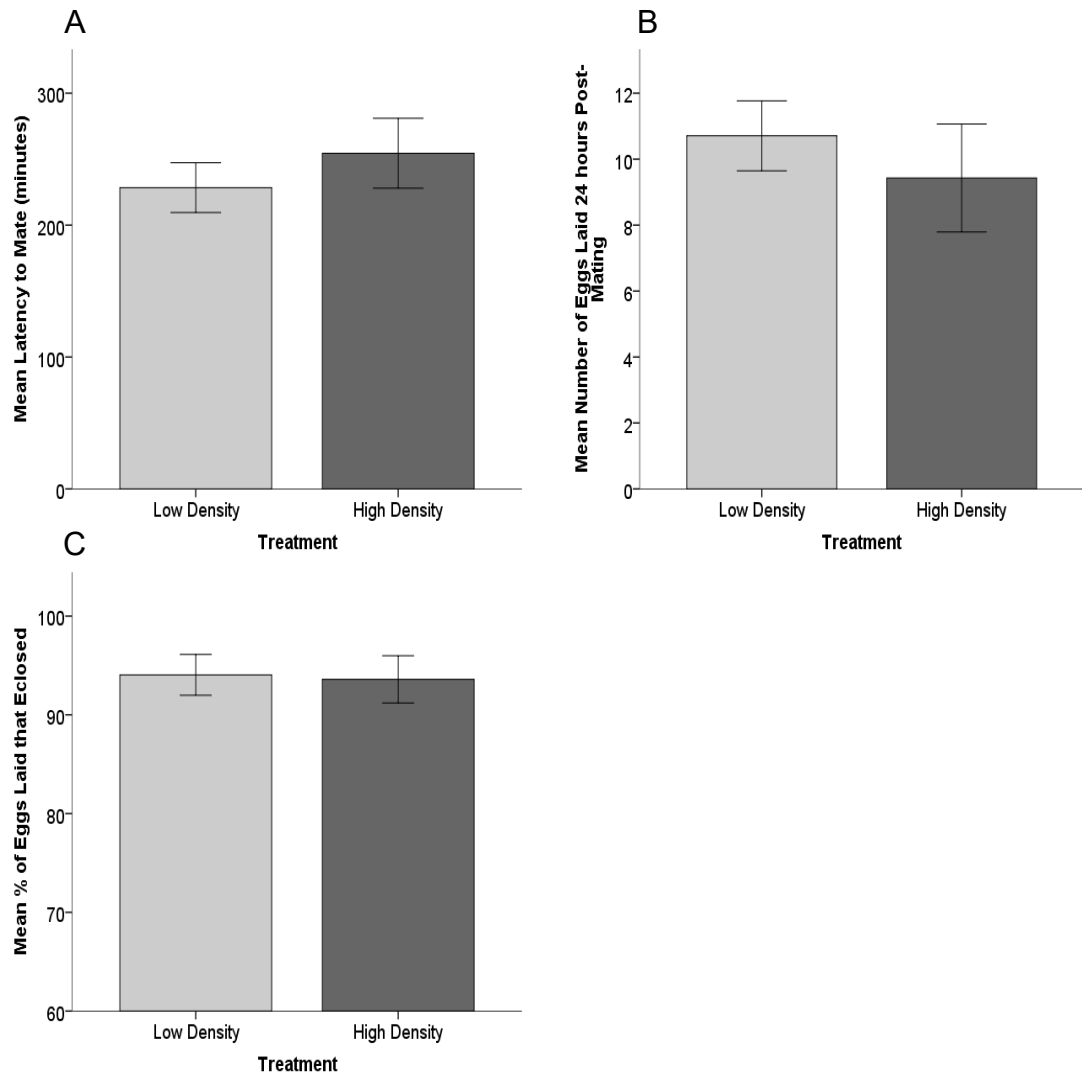 A
Mean Latency to Mate (minutes)
300
200
100
0
Low Density
High Density
Treatment
B
Mean Number of Eggs Laid 24 hours Post-
Mating
12
10
8
6
4
2
0
Low Density
High Density
Treatment
C
Mean % of Eggs Laid that Eclosed
100
90
80
70
60
Low Density
High Density
Treatment